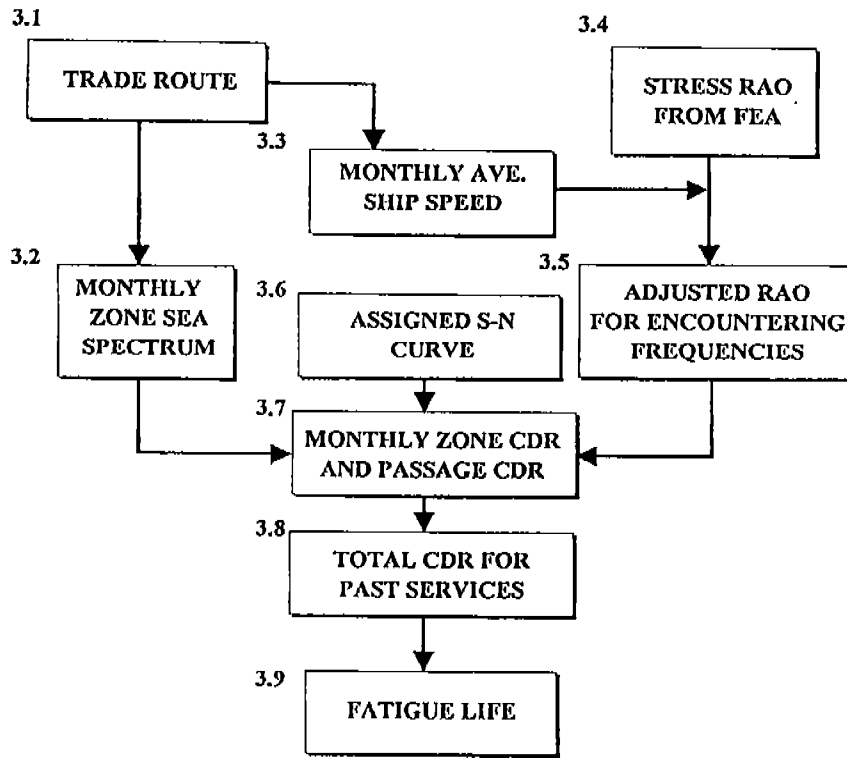 3.1
TRADE ROUTE
3.4
STRESS RAO
FROM FEA
3.3
MONTHLY AVE.
SHIP SPEED
3.2
MONTHLY
ZONE SEA
SPECTRUM
3.6
ASSIGNED S-N
CURVE
3.5
ADJUSTED RAO
FOR ENCOUNTERING
FREQUENCIES
3.7
MONTHLY ZONE CDR
AND PASSAGE CDR
3.8
TOTAL CDR FOR
PAST SERVICES
3.9
FATIGUE LIFE